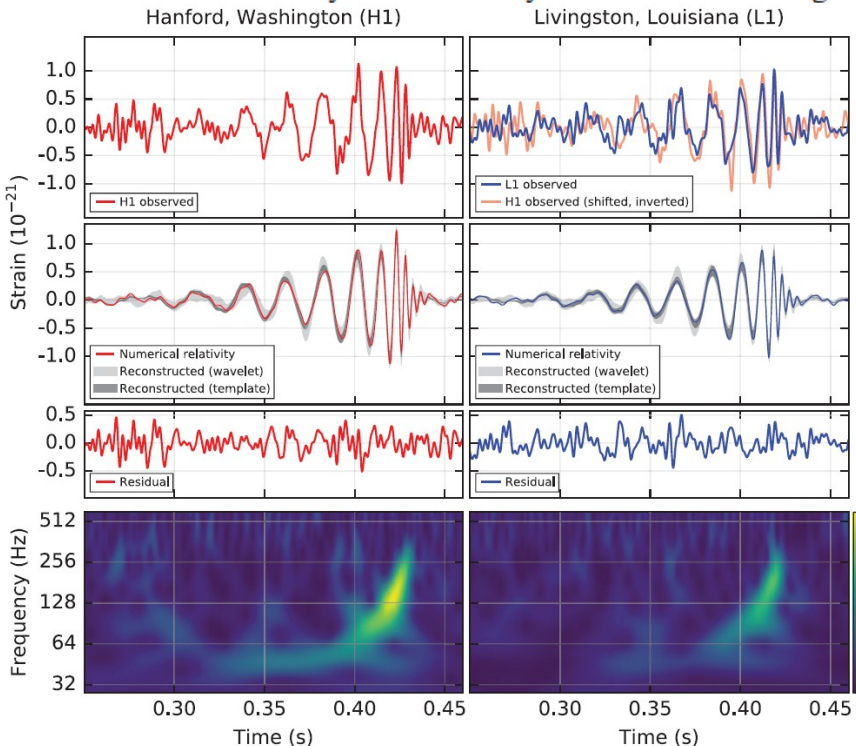 Hanford, Washington (H1)
Livingston, Louisiana (L1)
1.0
0.5
0.0
-0.5
-1.0
H1 observed
L1 observed
H1 observed (shifted, inverted)
Strain (10⁻²¹)
1.0
0.5
0.0
-0.5
-1.0
Numerical relativity
Reconstructed (wavelet)
Reconstructed (template)
Numerical relativity
Reconstructed (wavelet)
Reconstructed (template)
0.5
0.0
-0.5
Residual
Residual
Frequency (Hz)
512
256
128
64
32
0.30
0.35
0.40
0.45
0.30
0.35
0.40
0.45
Time (s)
Time (s)